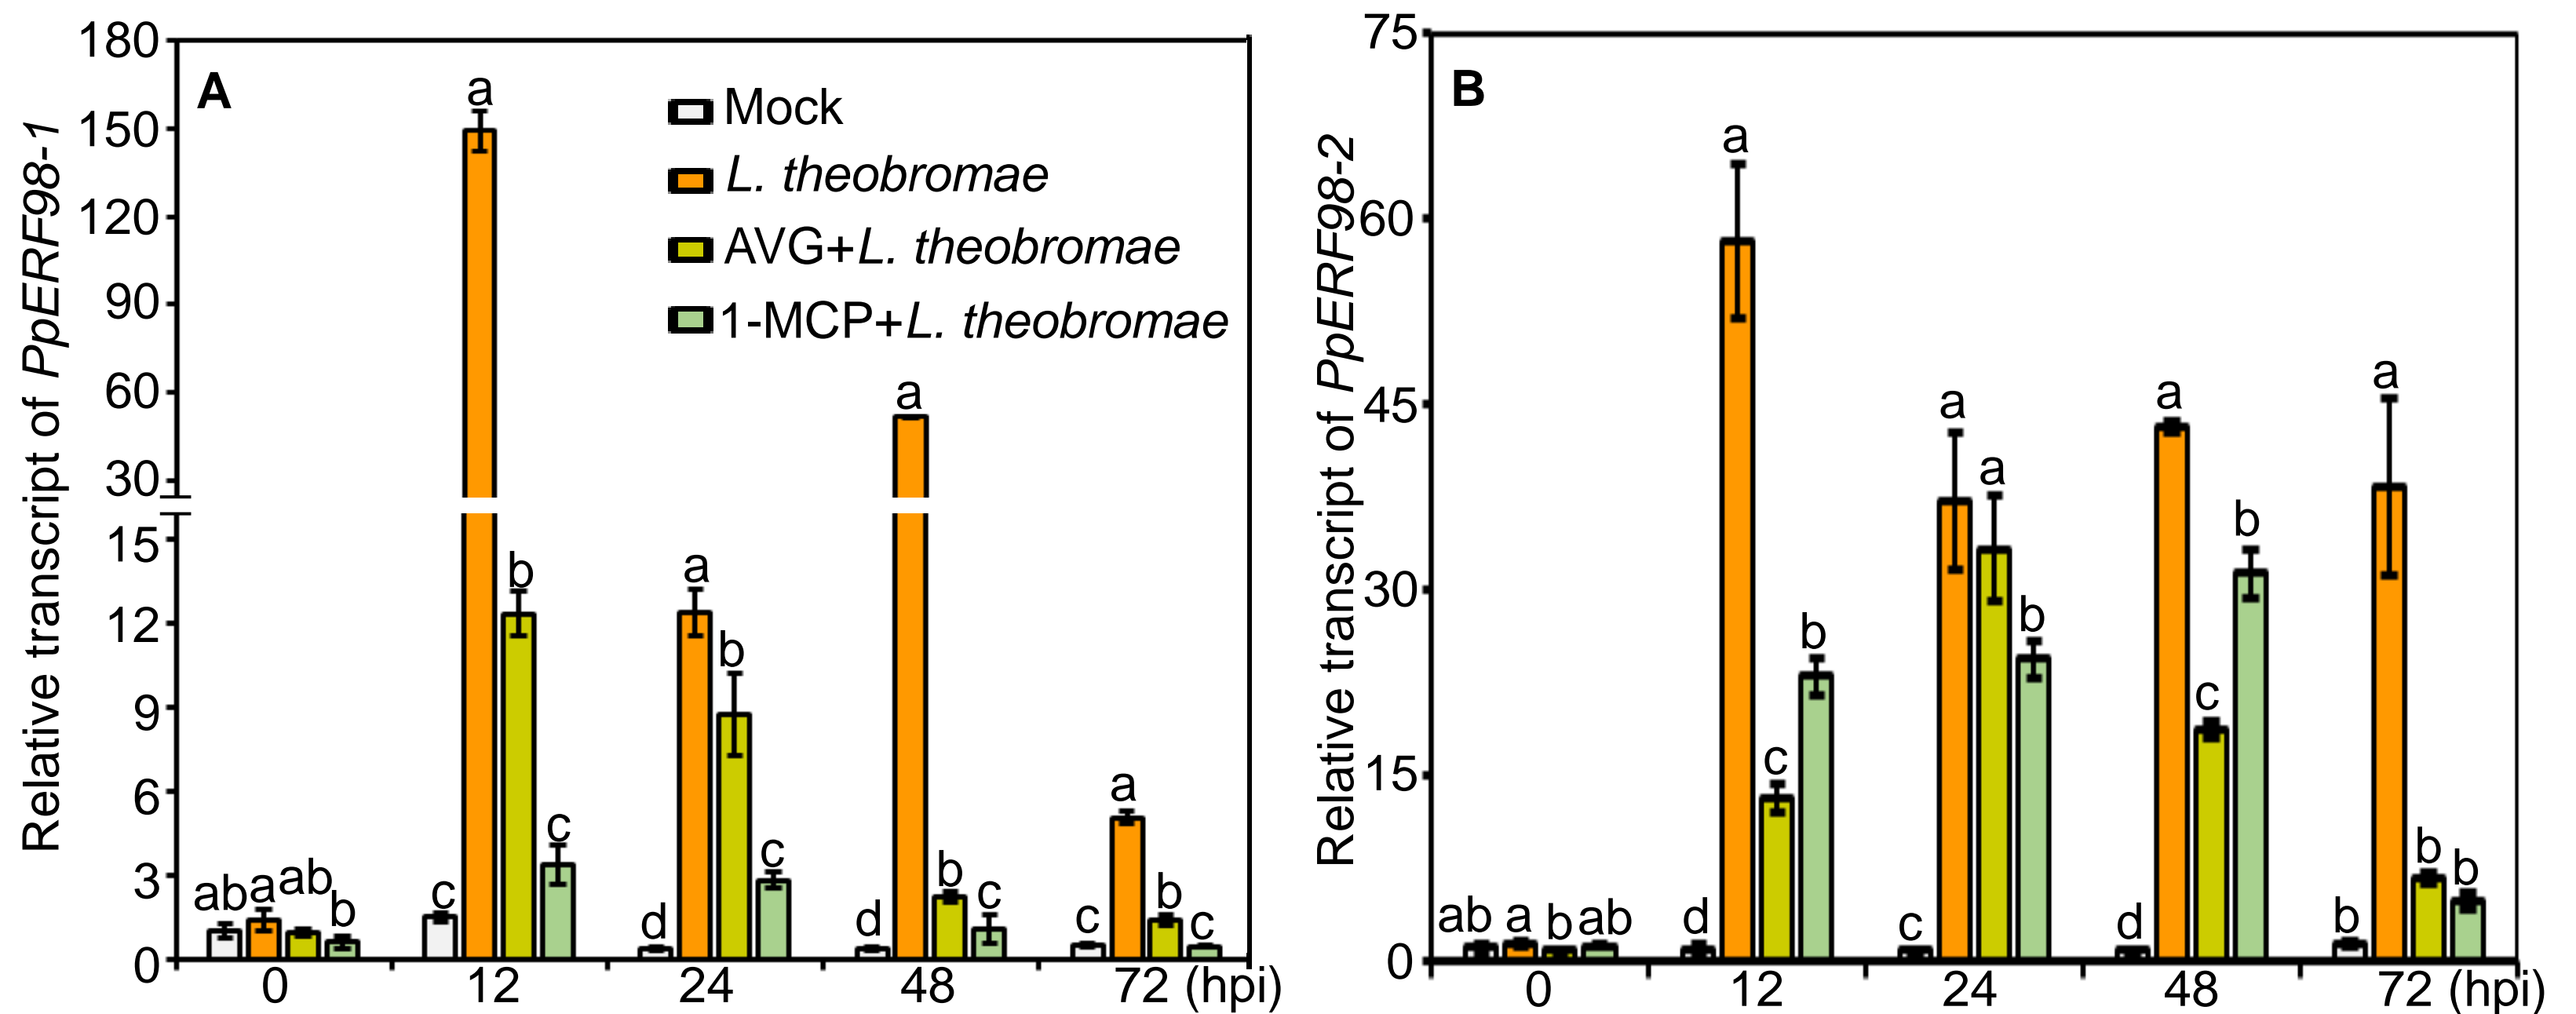 A
Relative transcript of PpERF98-1
180
150
120
90
60
30
15
12
9
6
3
0
Mock
L. theobromae
AVG+L. theobromae
1-MCP+L. theobromae
ab a ab b
c a b c
d a b c
d a b c
c a b c
0 12 24 48 72 (hpi)
B
Relative transcript of PpERF98-2
75
60
45
30
15
0
ab a b ab
d a c b
c a a b
d a c b
b a b b
0 12 24 48 72 (hpi)